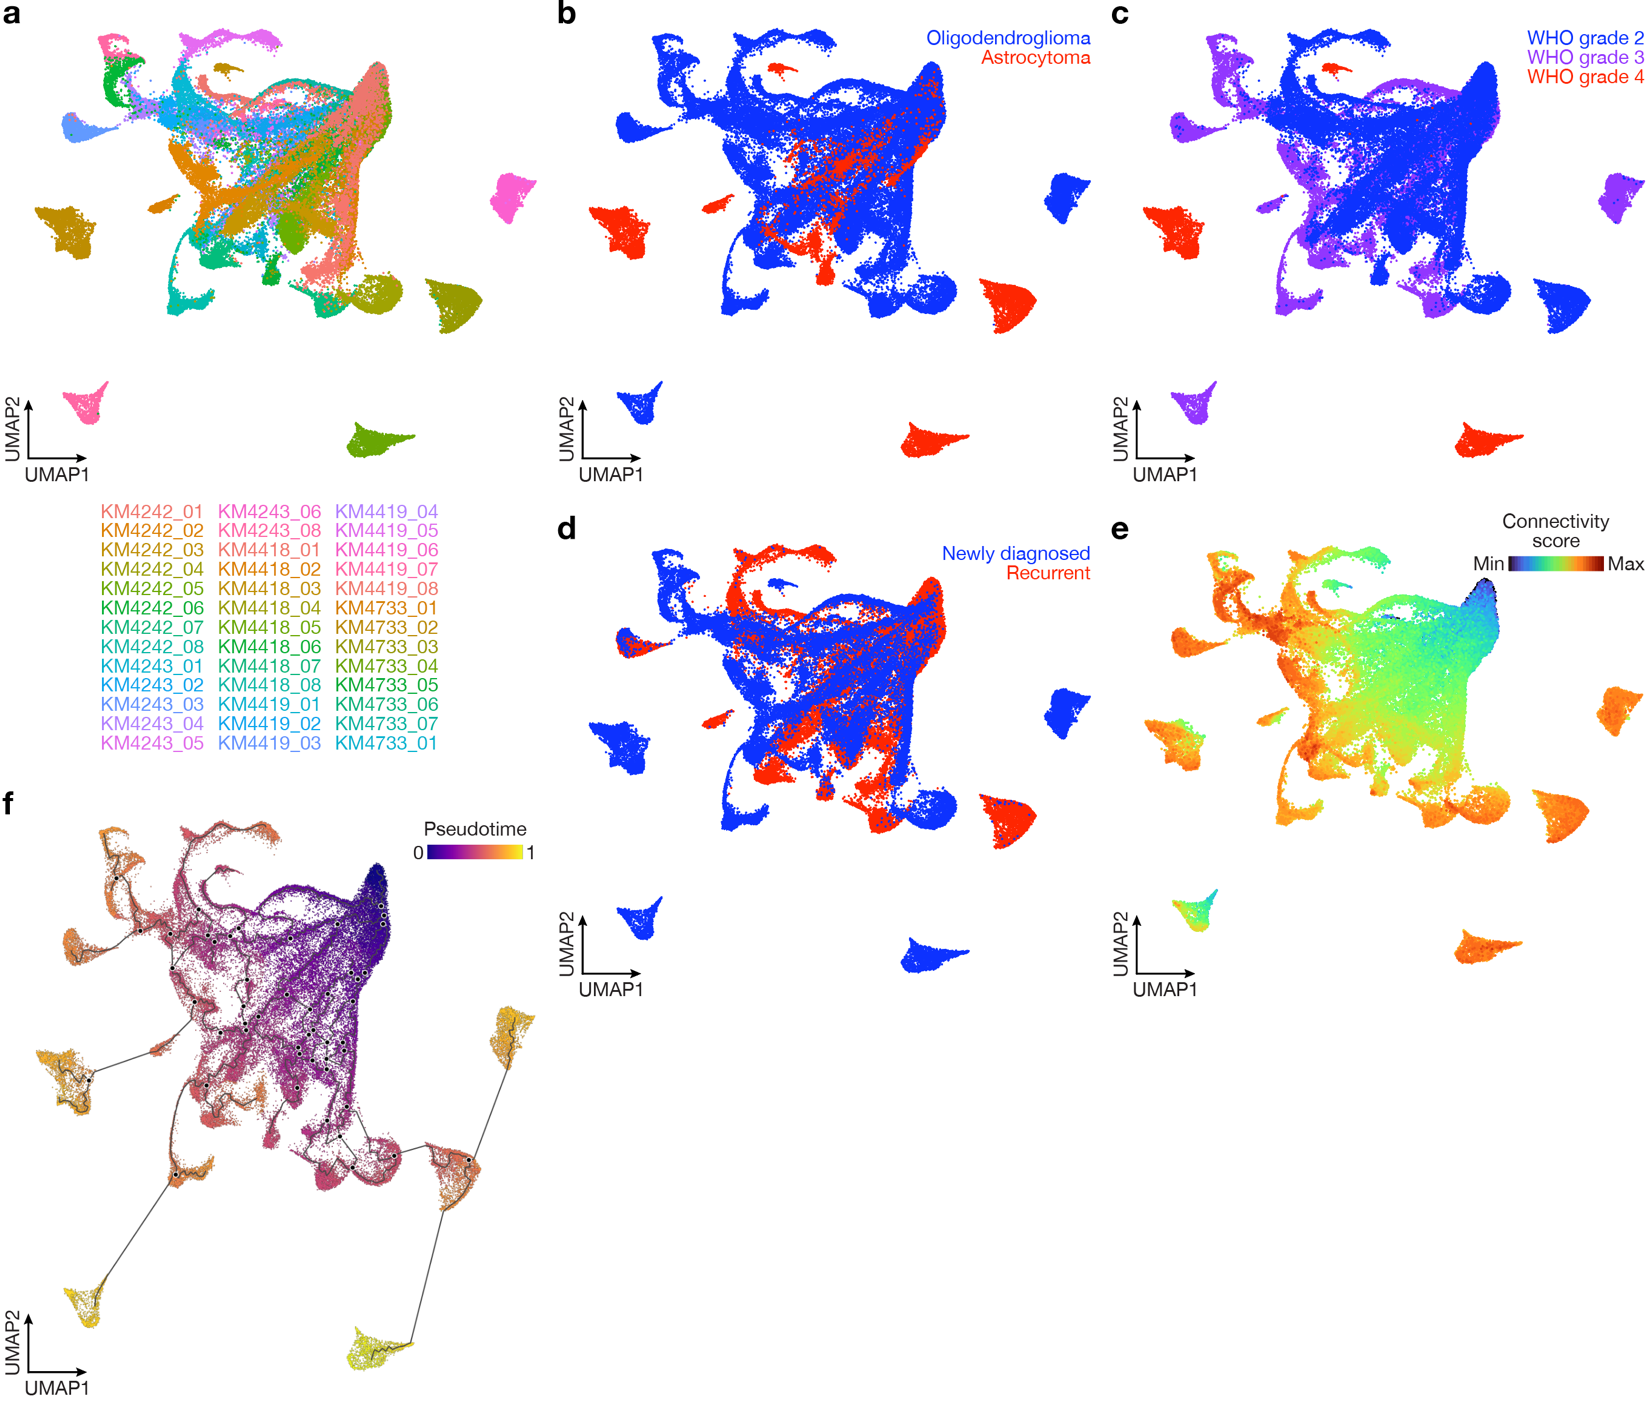 a
b
c
Oligodendroglioma
Astrocytoma
WHO grade 2
WHO grade 3
WHO grade 4
UMAP2
UMAP1
UMAP2
UMAP1
UMAP2
UMAP1
KM4242_01 KM4243_06 KM4419_04
KM4242_02 KM4243_08 KM4419_05
KM4242_03 KM4418_01 KM4419_06
KM4242_04 KM4418_02 KM4419_07
KM4242_05 KM4418_03 KM4419_08
KM4242_06 KM4418_04 KM4733_01
KM4242_07 KM4418_05 KM4733_02
KM4242_08 KM4418_06 KM4733_03
KM4243_01 KM4418_07 KM4733_04
KM4243_02 KM4418_08 KM4733_05
KM4243_03 KM4419_01 KM4733_06
KM4243_04 KM4419_02 KM4733_07
KM4243_05 KM4419_03 KM4733_01
d
Newly diagnosed
Recurrent
UMAP2
UMAP1
e
Connectivity
score
Min Max
UMAP2
UMAP1
f
Pseudotime
0 1
UMAP2
UMAP1